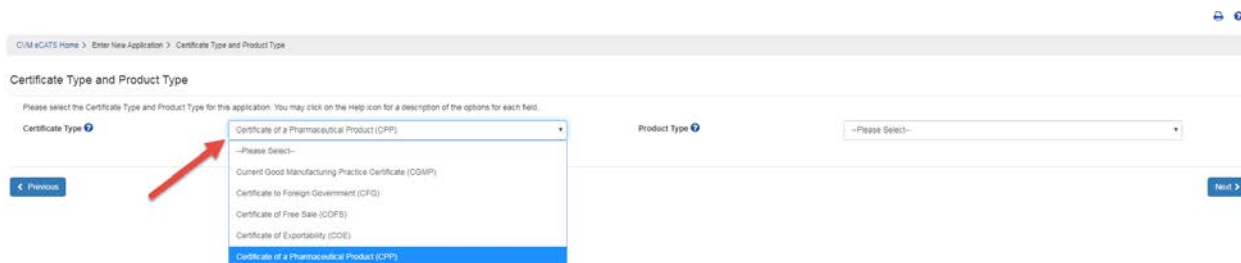 CVM eCATS Home > Enter New Application > Certificate Type and Product Type
Certificate Type and Product Type
Please select the Certificate Type and Product Type for this application. You may click on the Help icon for a description of the options for each field.
Certificate Type Certificate of a Pharmaceutical Product (CPP) Product Type --Please Select--
--Please Select--
Current Good Manufacturing Practice Certificate (CGMP)
Certificate to Foreign Government (CFG)
< Previous Next >
Certificate of Free Sale (COFS)
Certificate of Exportability (COE)
Certificate of a Pharmaceutical Product (CPP)